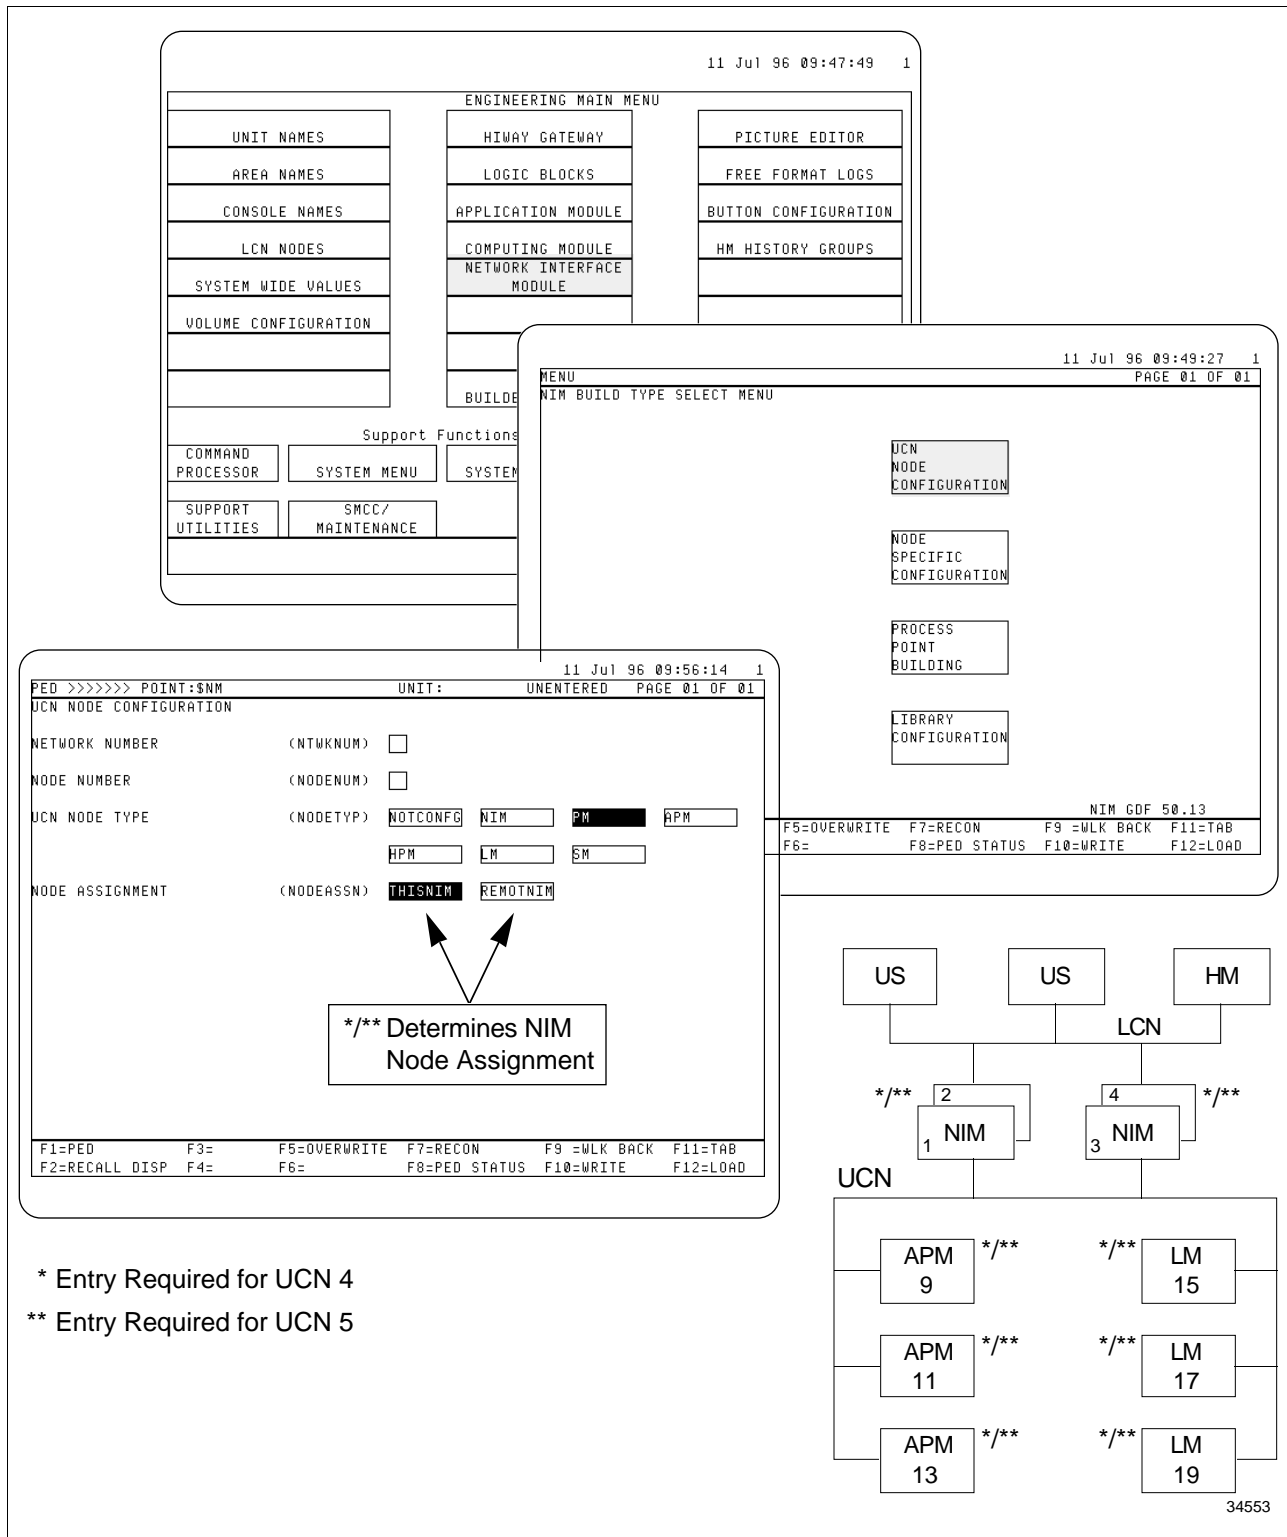 11 Jul 96 09:47:49 1
ENGINEERING MAIN MENU
UNIT NAMES
HIWAY GATEWAY
PICTURE EDITOR
AREA NAMES
LOGIC BLOCKS
FREE FORMAT LOGS
CONSOLE NAMES
APPLICATION MODULE
BUTTON CONFIGURATION
LCN NODES
COMPUTING MODULE
HM HISTORY GROUPS
SYSTEM WIDE VALUES
NETWORK INTERFACE
MODULE
VOLUME CONFIGURATION
BUILDE
Support Functions
COMMAND
PROCESSOR
SYSTEM MENU
SYSTEM
SUPPORT
UTILITIES
SMCC/
MAINTENANCE
11 Jul 96 09:49:27 1
MENU PAGE 01 OF 01
NIM BUILD TYPE SELECT MENU
UCN
NODE
CONFIGURATION
NODE
SPECIFIC
CONFIGURATION
PROCESS
POINT
BUILDING
LIBRARY
CONFIGURATION
NIM GDF 50.13
F5=OVERWRITE F7=RECON F9 =WLK BACK F11=TAB
F6= F8=PED STATUS F10=WRITE F12=LOAD
11 Jul 96 09:56:14 1
PED >>>>>>> POINT:$NM UNIT: UNENTERED PAGE 01 OF 01
UCN NODE CONFIGURATION
NETWORK NUMBER (NTWKNUM)
NODE NUMBER (NODENUM)
UCN NODE TYPE (NODETYP) NOTCONFG NIM PM APM
HPM LM SM
NODE ASSIGNMENT (NODEASSN) THISNIM REMOTNIM
*/** Determines NIM
Node Assignment
F1=PED F3= F5=OVERWRITE F7=RECON F9 =WLK BACK F11=TAB
F2=RECALL DISP F4= F6= F8=PED STATUS F10=WRITE F12=LOAD
US US HM
LCN
*/** 2 4 */**
1 NIM 3 NIM
UCN
APM */** */** LM
9 15
APM */** */** LM
11 17
APM */** */** LM
13 19
* Entry Required for UCN 4
** Entry Required for UCN 5
34553